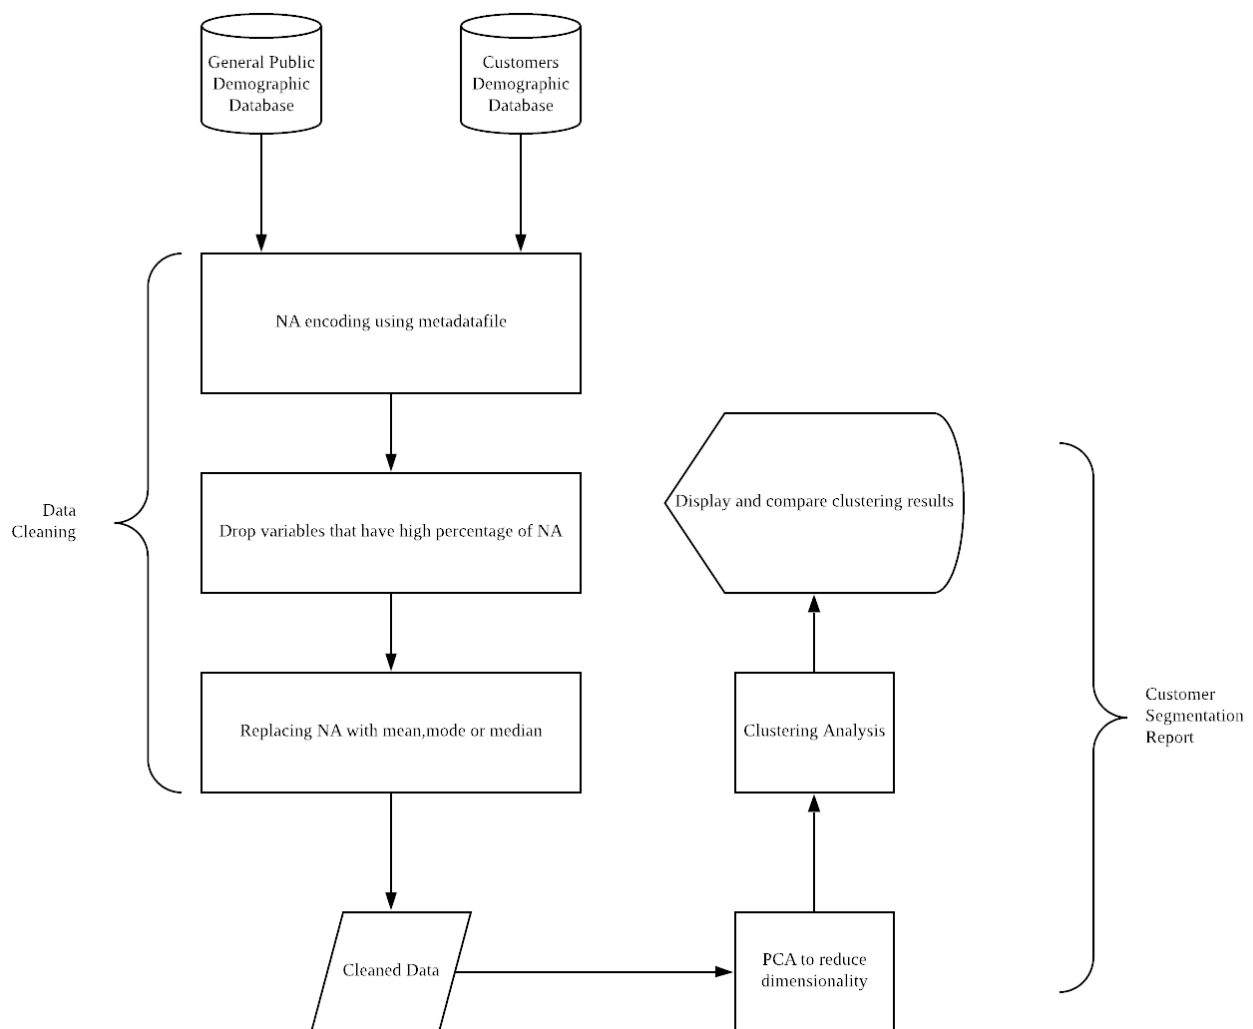 General Public
Demographic
Database
Customers
Demographic
Database
NA encoding using metadatafile
Data
Cleaning
Drop variables that have high percentage of NA
Replacing NA with mean,mode or median
Cleaned Data
PCA to reduce
dimensionality
Clustering Analysis
Display and compare clustering results
Customer
Segmentation
Report